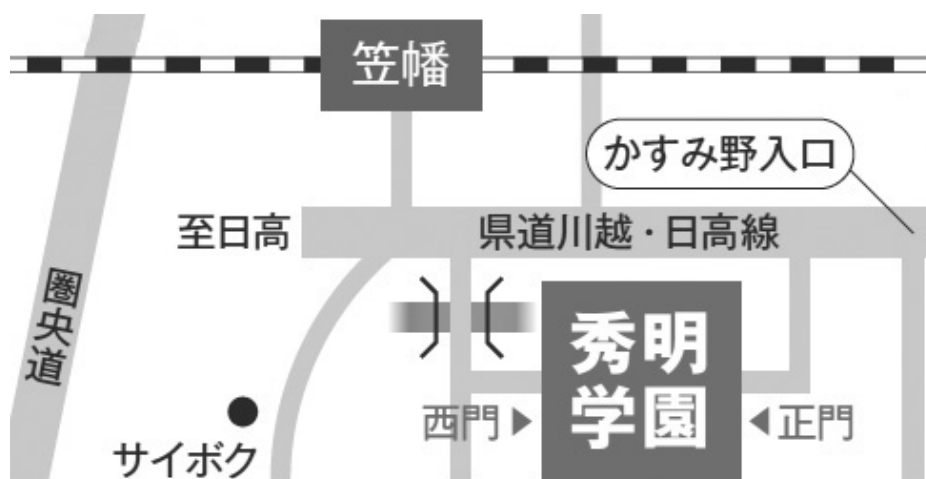 笠幡
かすみ野入口
至日高
県道川越・日高線
圏央道
秀明
学園
西門▶
◀正門
サイボク